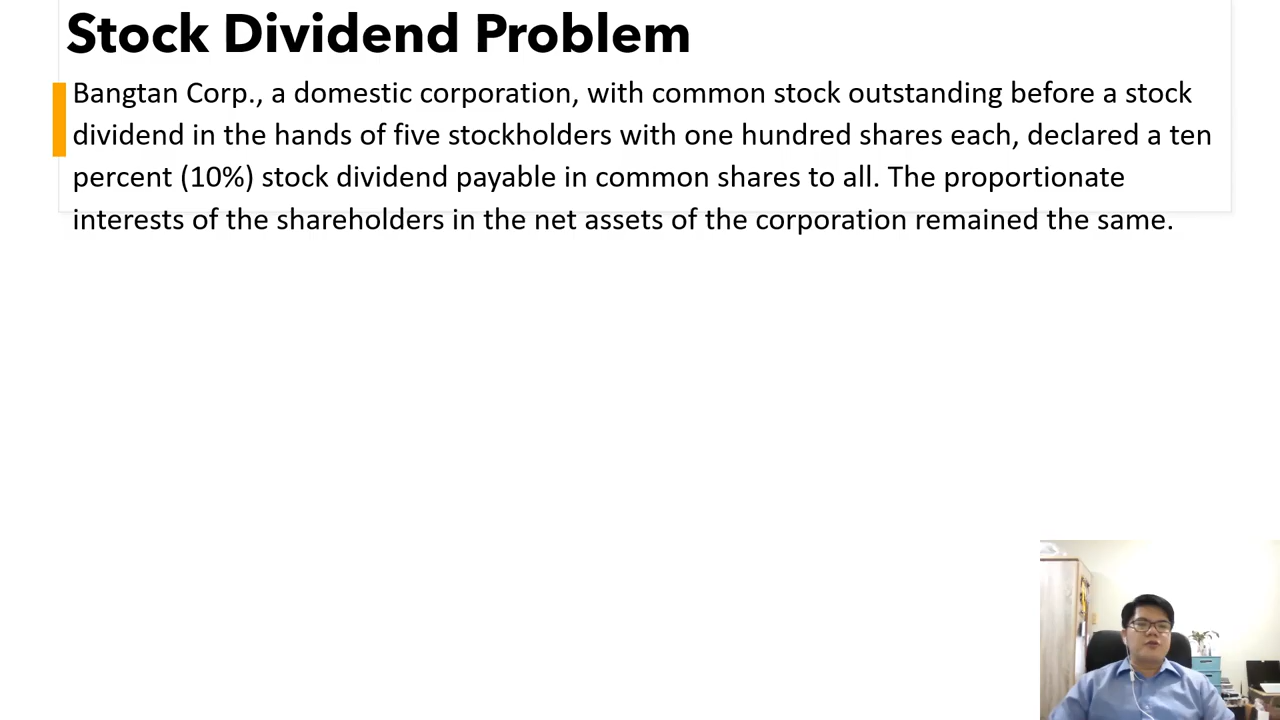 Stock Dividend Problem
Bangtan Corp., a domestic corporation, with common stock outstanding before a stock
dividend in the hands of five stockholders with one hundred shares each, declared a ten
percent (10%) stock dividend payable in common shares to all. The proportionate
interests of the shareholders in the net assets of the corporation remained the same.